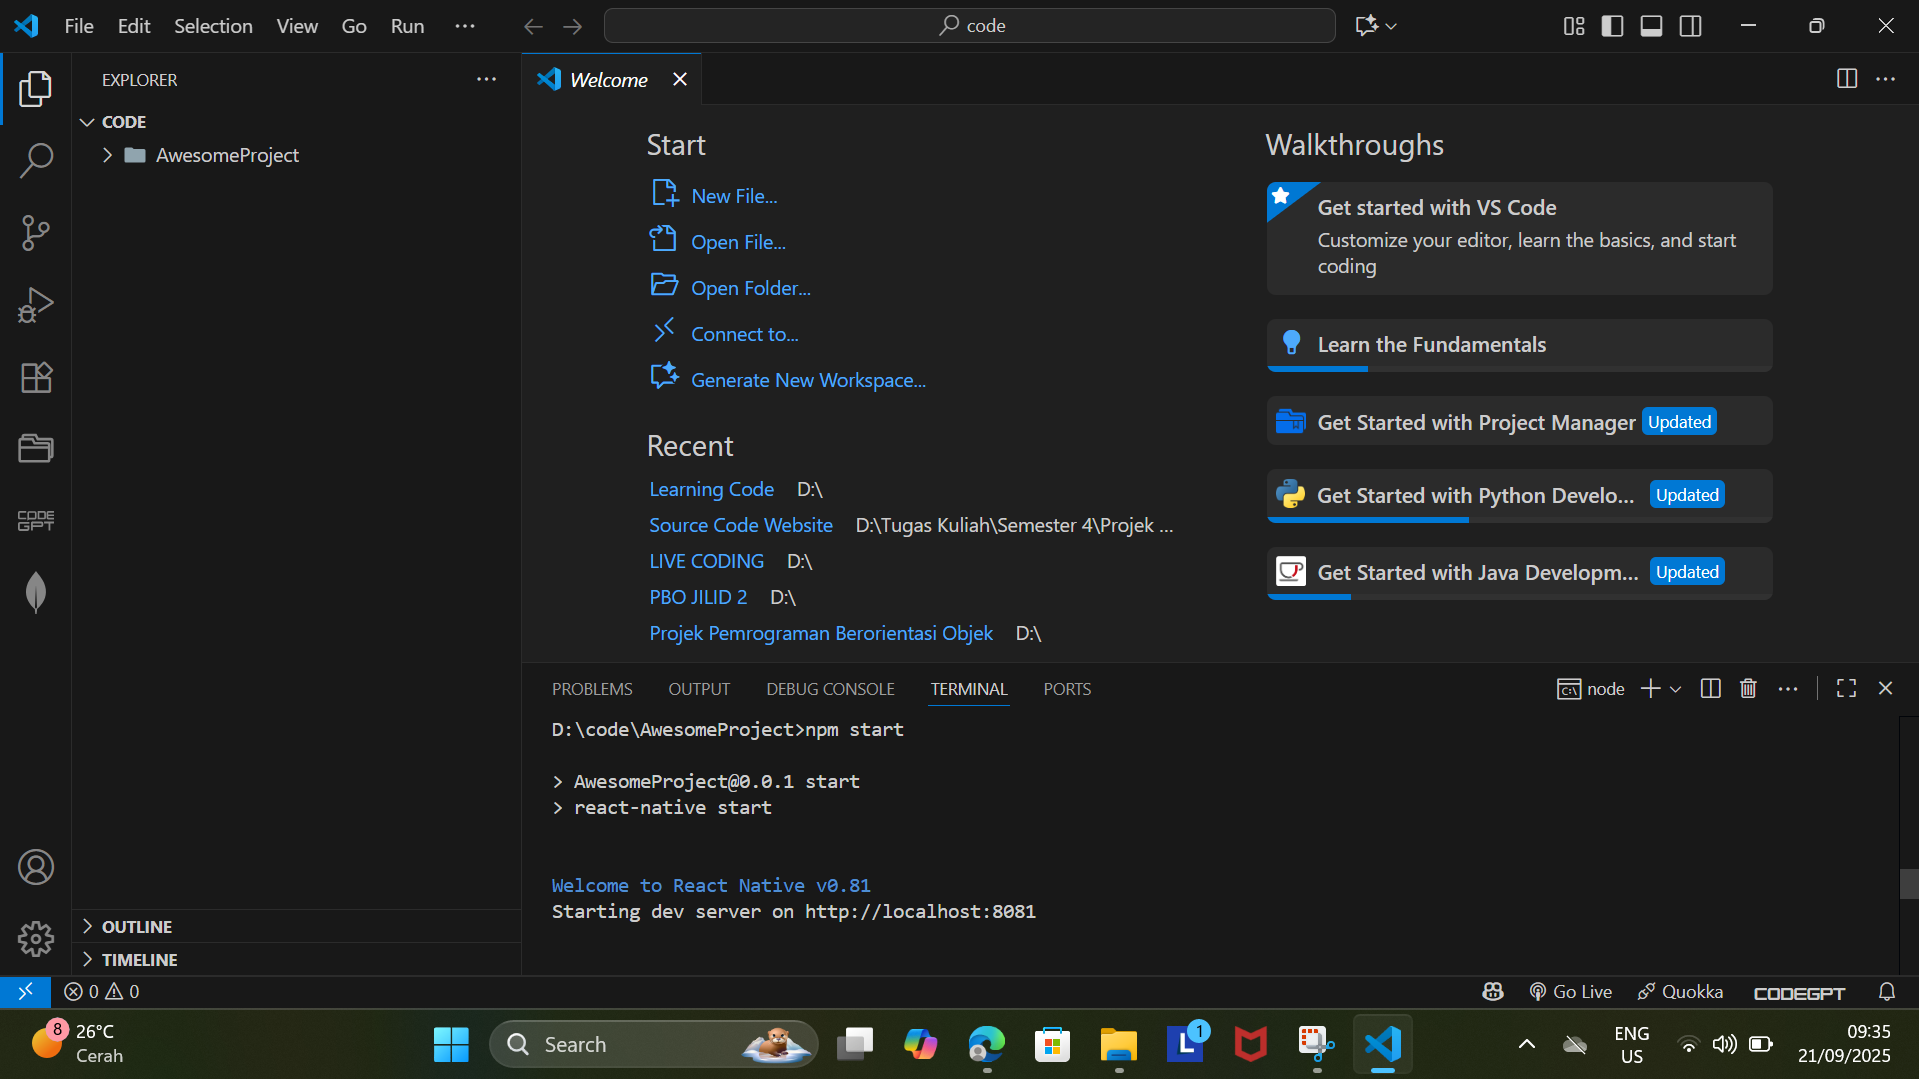 File Edit Selection View Go Run
code
EXPLORER
CODE
AwesomeProject
OUTLINE
TIMELINE
CODE
GPT
Welcome
Start
New File...
Open File...
Open Folder...
Connect to...
Generate New Workspace...
Recent
Learning Code D:\
Source Code Website D:\Tugas Kuliah\Semester 4\Projek ...
LIVE CODING D:\
PBO JILID 2 D:\
Projek Pemrograman Berorientasi Objek D:\
Walkthroughs
Get started with VS Code
Customize your editor, learn the basics, and start
coding
Learn the Fundamentals
Get Started with Project Manager Updated
Get Started with Python Develo... Updated
Get Started with Java Developm... Updated
PROBLEMS OUTPUT DEBUG CONSOLE TERMINAL PORTS
node
D:\code\AwesomeProject>npm start
> AwesomeProject@0.0.1 start
> react-native start
Welcome to React Native v0.81
Starting dev server on http://localhost:8081
0 0
Go Live Quokka CODEGPT
8
26°C
Cerah
Search
L
1
ENG
US
09:35
21/09/2025